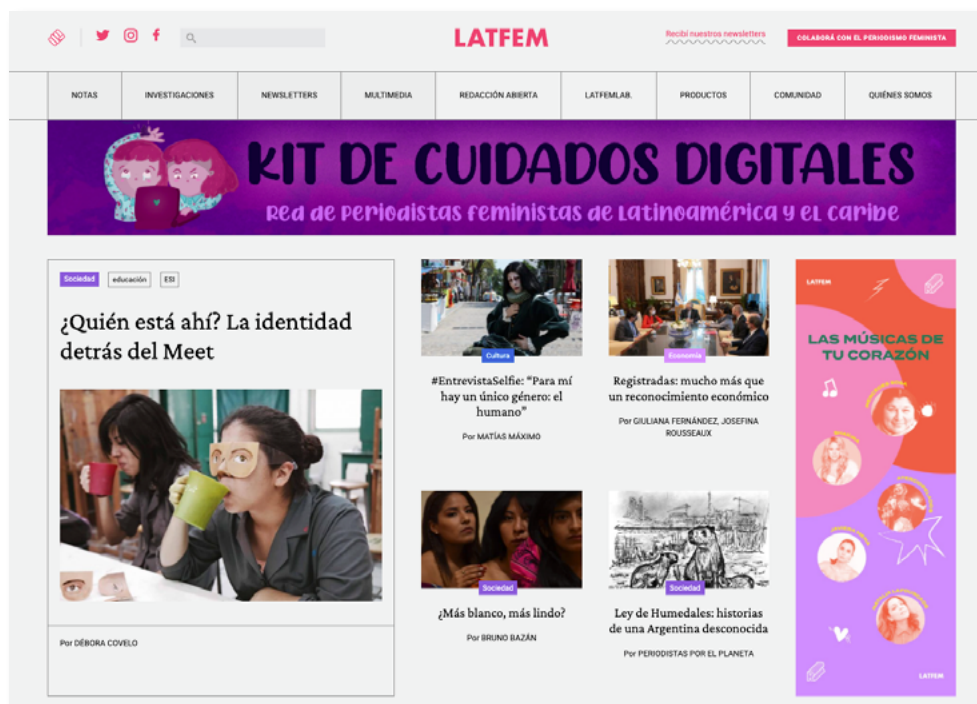 LATFEM
Recibí nuestros newsletters
COLABORÁ CON EL PERIODISMO FEMINISTA
NOTAS
INVESTIGACIONES
NEWSLETTERS
MULTIMEDIA
REDACCIÓN ABIERTA
LATFEMLAB.
PRODUCTOS
COMUNIDAD
QUIÉNES SOMOS
KIT DE CUIDADOS DIGITALES
Red de periodistas feministas de Latinoamérica y el caribe
Sociedad
educación
ESI
¿Quién está ahí? La identidad
detrás del Meet
Por DÉBORA COVELO
Cultura
#EntrevistaSelfie: “Para mí
hay un único género: el
humano”
Por MATÍAS MÁXIMO
Economía
Registradas: mucho más que
un reconocimiento económico
Por GIULIANA FERNÁNDEZ, JOSEFINA
ROUSSEAUX
Sociedad
¿Más blanco, más lindo?
Por BRUNO BAZÁN
Sociedad
Ley de Humedales: historias
de una Argentina desconocida
Por PERIODISTAS POR EL PLANETA
LATFEM
LAS MÚSICAS DE
TU CORAZÓN
LATFEM